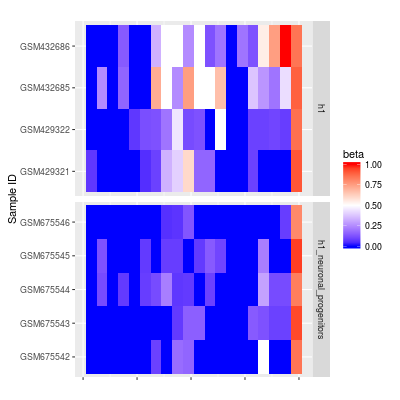 GSM432686
GSM432685
GSM429322
GSM429321
h1
GSM675546
GSM675545
GSM675544
GSM675543
GSM675542
h1_neuronal_progenitors
Sample ID
beta
1.00
0.75
0.50
0.25
0.00